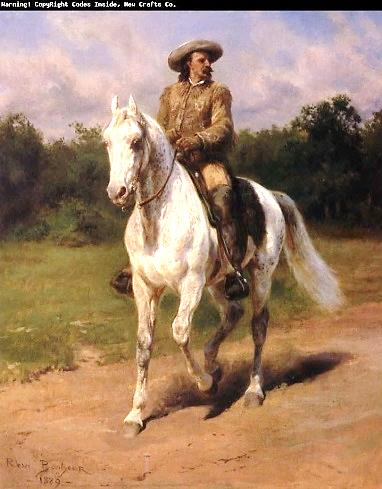 Warning! CopyRight Codes Inside, New Crafts Co.
Rosa Bonheur
- 1889 -